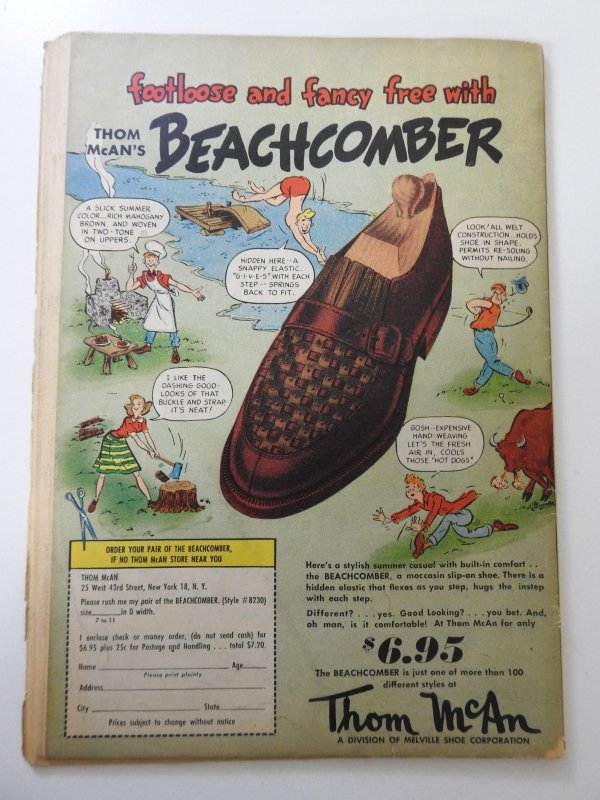 footloose and fancy free with
THOM
McAN'S
BEACHCOMBER
A SLICK SUMMER
COLOR...RICH MAHOGANY
BROWN, AND WOVEN
IN TWO-TONE
ON UPPERS.
HIDDEN HERE--A
SNAPPY ELASTIC.
"G-I-V-E-S" WITH EACH
STEP -- SPRINGS
BACK TO FIT.
LOOK! ALL WELT
CONSTRUCTION...HOLDS
SHOE IN SHAPE,
PERMITS RE-SOLING
WITHOUT NAILING.
I LIKE THE
DASHING GOOD-
LOOKS OF THAT
BUCKLE AND STRAP.
IT'S NEAT!
GOSH--EXPENSIVE
HAND-WEAVING
LET'S THE FRESH
AIR IN, COOLS
THOSE "HOT DOGS."
ORDER YOUR PAIR OF THE BEACHCOMBER,
IF NO THOM McAN STORE NEAR YOU
THOM McAN
25 West 43rd Street, New York 18, N. Y.
Please rush me my pair of the BEACHCOMBER. (Style #8230)
size______in D width.
7 to 11
I enclose check or money order, (do not send cash) for
$6.95 plus 25c for Postage and Handling . . . total $7.20.
Name______Age____
Please print plainly
Address______
City______State______
Prices subject to change without notice
Here's a stylish summer casual with built-in comfort . .
the BEACHCOMBER, a moccasin slip-on shoe. There is a
hidden elastic that flexes as you step, hugs the instep
with each step.
Different? . . . yes. Good Looking? . . . you bet. And,
oh man, is it comfortable! At Thom McAn for only
$6.95
The BEACHCOMBER is just one of more than 100
different styles at
Thom McAn
A DIVISION OF MELVILLE SHOE CORPORATION